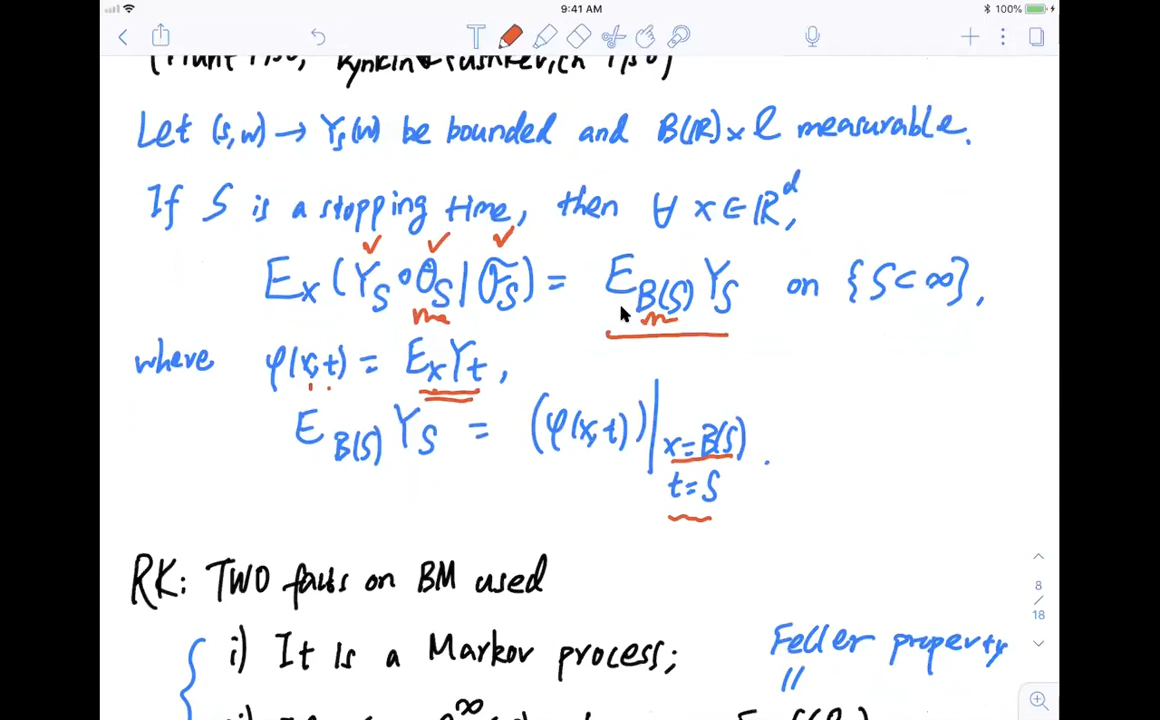 9:41 AM
100%
Let (s,w) → Ys(w) be bounded and B(R) × C measurable.
If S is a stopping time, then ∀ x ∈ R^d,
E_x (Y_S ∘ θ_S | F_S) = E_B(S) Y_S on {S < ∞},
where φ(x,t) = E_x Y_t,
E_B(S) Y_S = (φ(x,t))|_x=B(S)
t=S .
RK: TWO facts on BM used
8
/
18
i) It is a Markov process;
Feller property